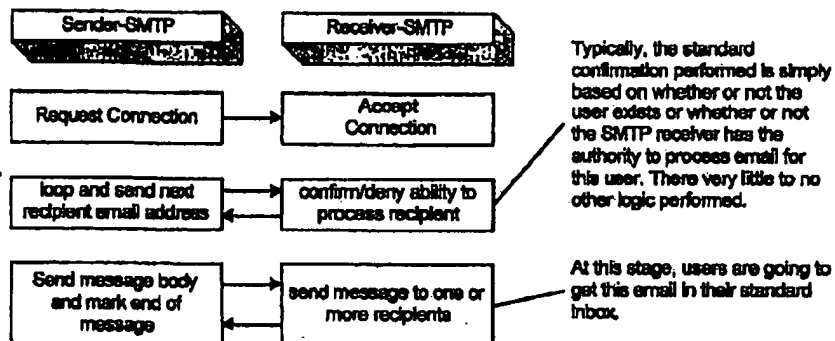 Sender-SMTP
Receiver-SMTP
Request Connection
Accept
Connection
Typically, the standard
confirmation performed is simply
based on whether or not the
user exists or whether or not
the SMTP receiver has the
authority to process email for
this user. There very little to no
other logic performed.
loop and send next
recipient email address
confirm/deny ability to
process recipient
Send message body
and mark end of
message
send message to one or
more recipients
At this stage, users are going to
get this email in their standard
Inbox.